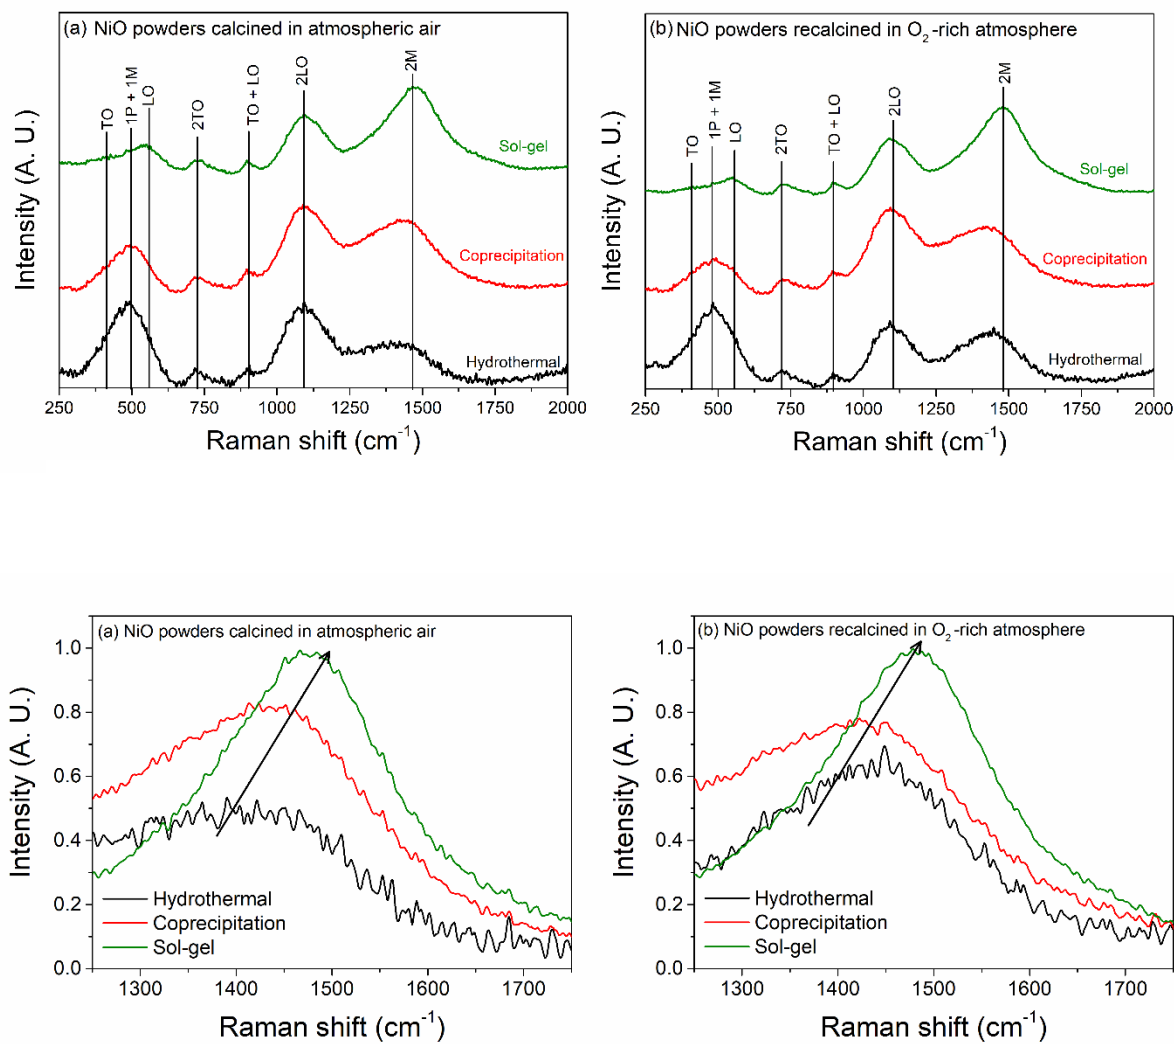 (a) NiO powders calcined in atmospheric air
TO
1P + 1M
LO
2TO
TO + LO
2LO
2M
Sol-gel
Coprecipitation
Hydrothermal
Intensity (A. U.)
250 500 750 1000 1250 1500 1750 2000
Raman shift (cm⁻¹)
(b) NiO powders recalcined in O₂-rich atmosphere
TO
1P + 1M
LO
2TO
TO + LO
2LO
2M
Sol-gel
Coprecipitation
Hydrothermal
Intensity (A. U.)
250 500 750 1000 1250 1500 1750 2000
Raman shift (cm⁻¹)
(a) NiO powders calcined in atmospheric air
1.0
0.8
0.6
0.4
0.2
0.0
Intensity (A. U.)
Hydrothermal
Coprecipitation
Sol-gel
1300 1400 1500 1600 1700
Raman shift (cm⁻¹)
(b) NiO powders recalcined in O₂-rich atmosphere
1.0
0.8
0.6
0.4
0.2
0.0
Intensity (A. U.)
Hydrothermal
Coprecipitation
Sol-gel
1300 1400 1500 1600 1700
Raman shift (cm⁻¹)